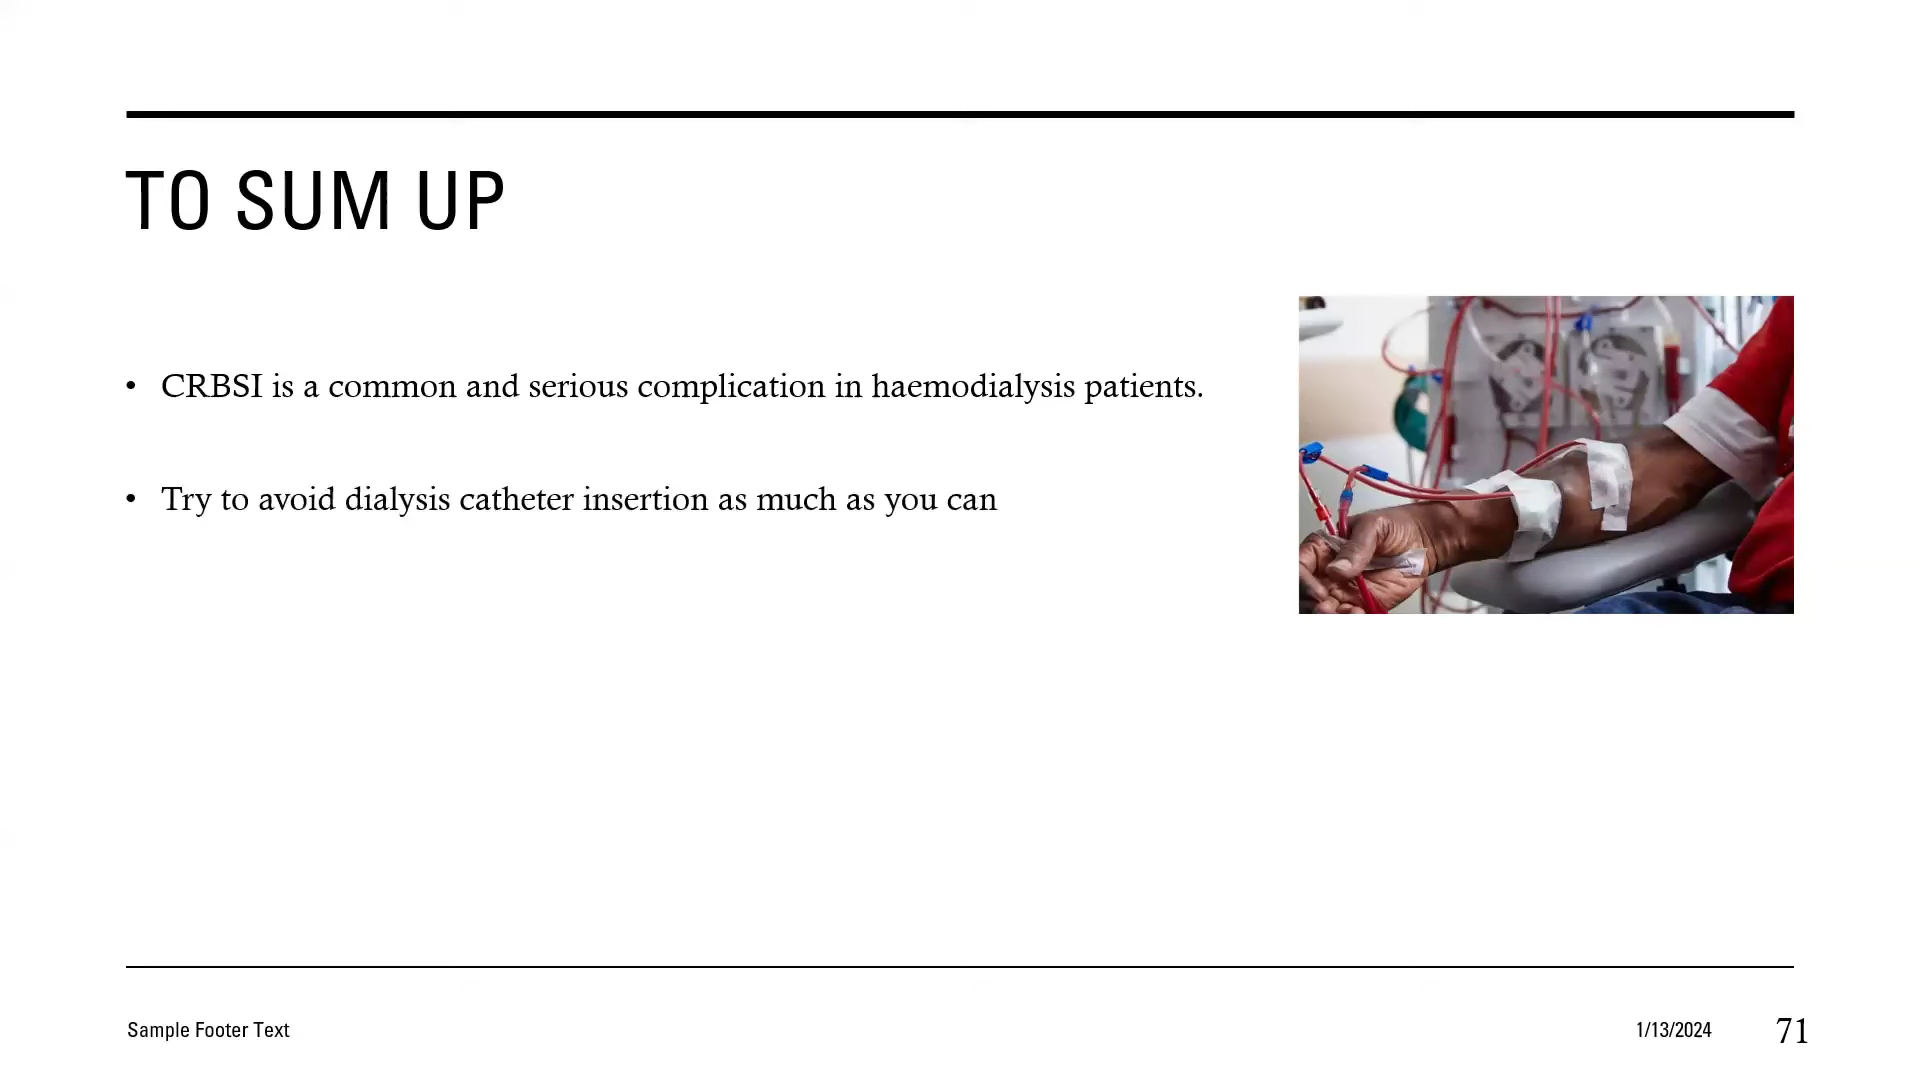 TO SUM UP
• CRBSI is a common and serious complication in haemodialysis patients.
• Try to avoid dialysis catheter insertion as much as you can
Sample Footer Text
1/13/2024
71